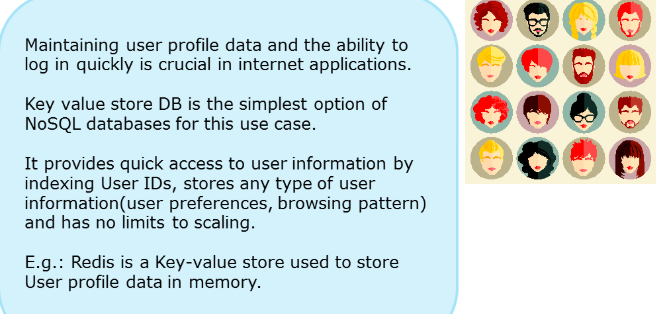 Maintaining user profile data and the ability to
log in quickly is crucial in internet applications.
Key value store DB is the simplest option of
NoSQL databases for this use case.
It provides quick access to user information by
indexing User IDs, stores any type of user
information(user preferences, browsing pattern)
and has no limits to scaling.
E.g.: Redis is a Key-value store used to store
User profile data in memory.